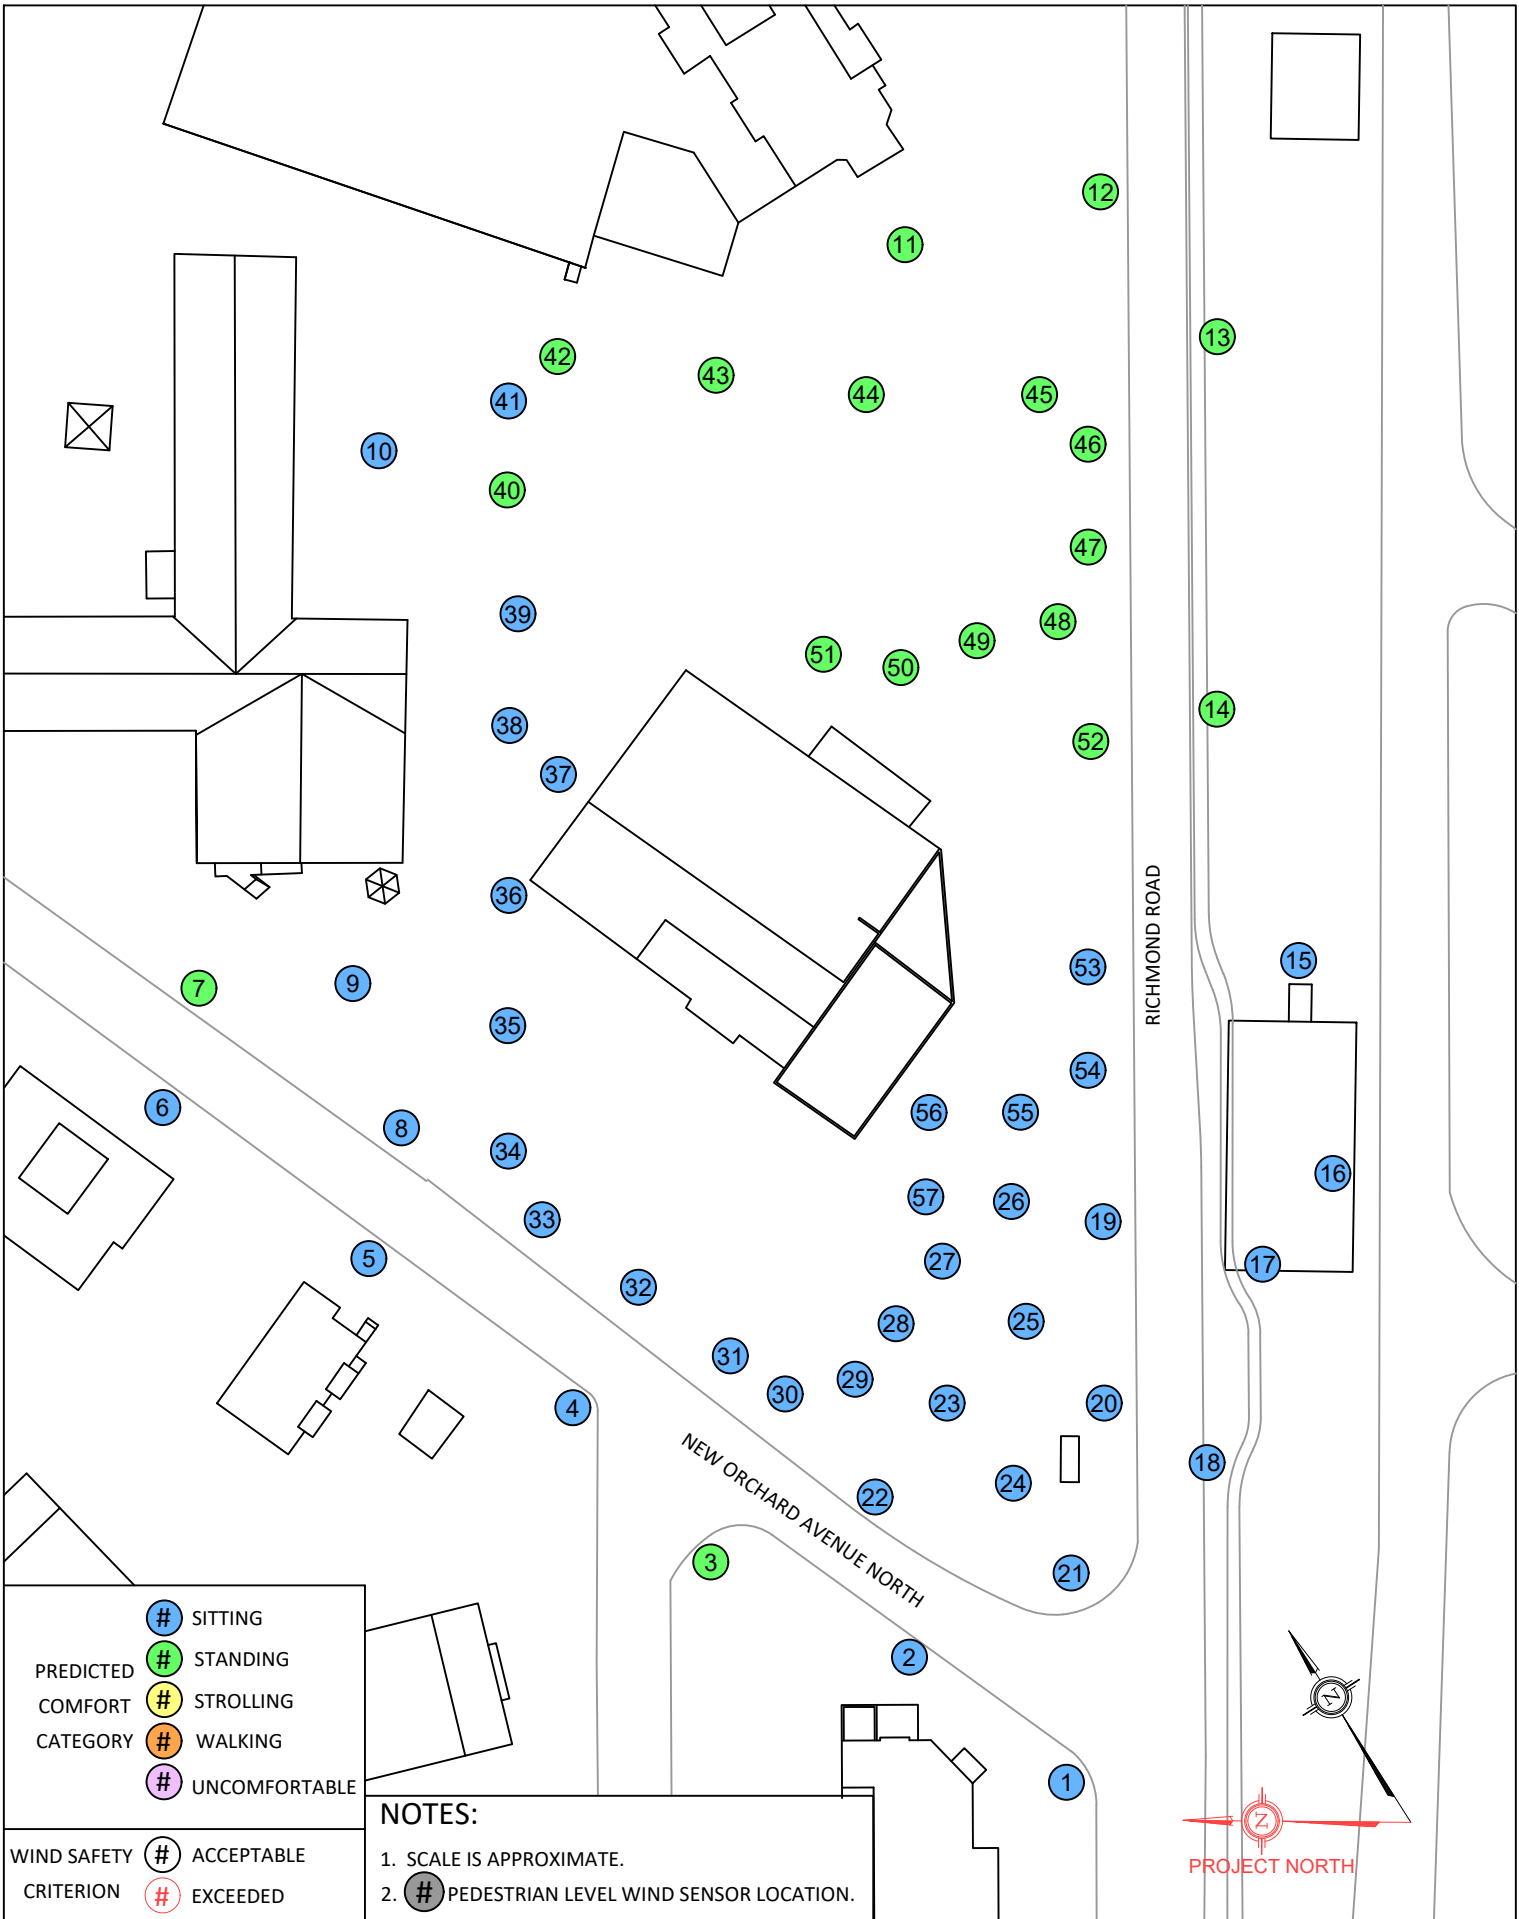 12
11
13
42
43
44
45
41
46
10
40
47
39
48
49
51
50
14
38
52
37
36
RICHMOND ROAD
15
53
9
7
35
54
6
56
55
8
34
16
57
26
33
19
5
27
17
32
28
25
31
29
30
23
20
4
NEW ORCHARD AVENUE NORTH
18
24
22
3
21
2
1
PREDICTED
COMFORT
CATEGORY
# SITTING
# STANDING
# STROLLING
# WALKING
# UNCOMFORTABLE
WIND SAFETY
CRITERION
# ACCEPTABLE
# EXCEEDED
NOTES:
1. SCALE IS APPROXIMATE.
2. # PEDESTRIAN LEVEL WIND SENSOR LOCATION.
N
N
PROJECT NORTH